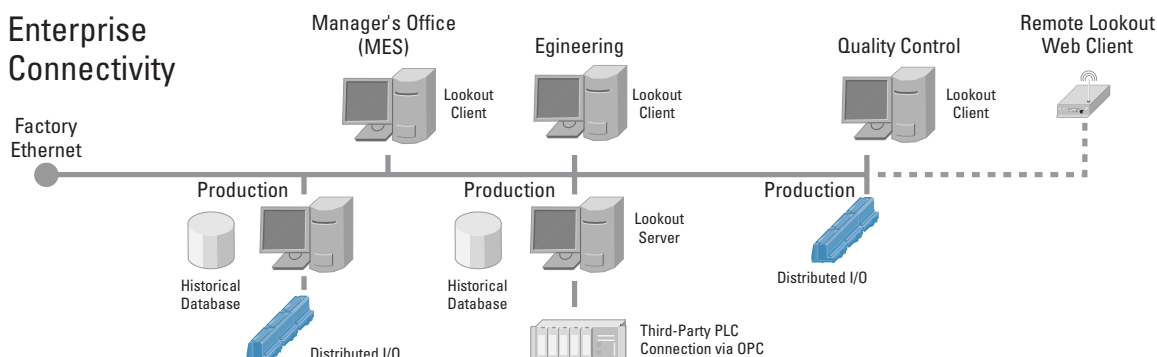 Enterprise
Connectivity
Manager's Office
(MES)
Egineering
Quality Control
Remote Lookout
Web Client
Lookout
Client
Lookout
Client
Lookout
Client
Factory
Ethernet
Production
Production
Production
Lookout
Server
Historical
Database
Historical
Database
Distributed I/O
Distributed I/O
Third-Party PLC
Connection via OPC